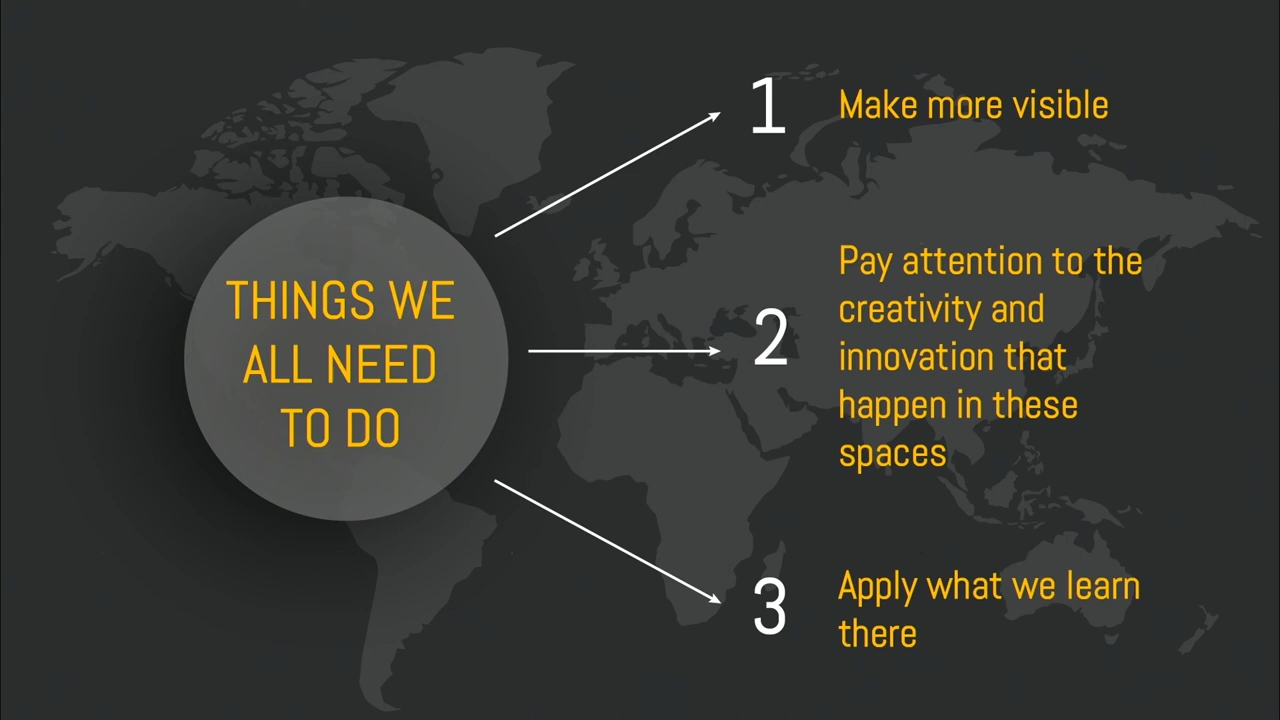 THINGS WE
ALL NEED
TO DO
1
Make more visible
2
Pay attention to the
creativity and
innovation that
happen in these
spaces
3
Apply what we learn
there